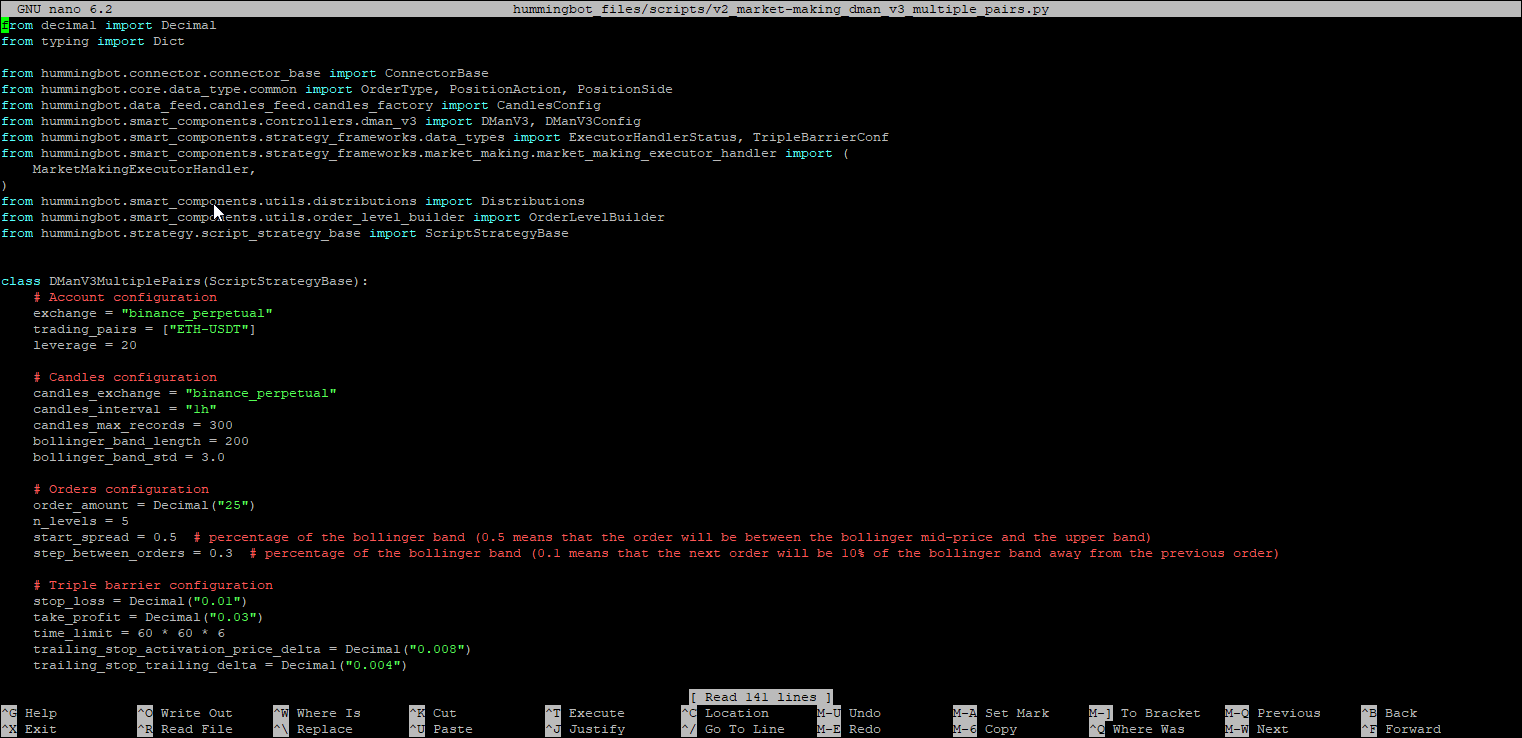 GNU nano 6.2 hummingbot_files/scripts/v2_market-making_dman_v3_multiple_pairs.py
from decimal import Decimal
from typing import Dict

from hummingbot.connector.connector_base import ConnectorBase
from hummingbot.core.data_type.common import OrderType, PositionAction, PositionSide
from hummingbot.data_feed.candles_feed.candles_factory import CandlesConfig
from hummingbot.smart_components.controllers.dman_v3 import DManV3, DManV3Config
from hummingbot.smart_components.strategy_frameworks.data_types import ExecutorHandlerStatus, TripleBarrierConf
from hummingbot.smart_components.strategy_frameworks.market_making.market_making_executor_handler import (
    MarketMakingExecutorHandler,
)
from hummingbot.smart_components.utils.distributions import Distributions
from hummingbot.smart_components.utils.order_level_builder import OrderLevelBuilder
from hummingbot.strategy.script_strategy_base import ScriptStrategyBase


class DManV3MultiplePairs(ScriptStrategyBase):
    # Account configuration
    exchange = "binance_perpetual"
    trading_pairs = ["ETH-USDT"]
    leverage = 20

    # Candles configuration
    candles_exchange = "binance_perpetual"
    candles_interval = "1h"
    candles_max_records = 300
    bollinger_band_length = 200
    bollinger_band_std = 3.0

    # Orders configuration
    order_amount = Decimal("25")
    n_levels = 5
    start_spread = 0.5  # percentage of the bollinger band (0.5 means that the order will be between the bollinger mid-price and the upper band)
    step_between_orders = 0.3  # percentage of the bollinger band (0.1 means that the next order will be 10% of the bollinger band away from the previous order)

    # Triple barrier configuration
    stop_loss = Decimal("0.01")
    take_profit = Decimal("0.03")
    time_limit = 60 * 60 * 6
    trailing_stop_activation_price_delta = Decimal("0.008")
    trailing_stop_trailing_delta = Decimal("0.004")

[ Read 141 lines ]
^G Help ^O Write Out ^W Where Is ^K Cut ^T Execute ^C Location M-U Undo M-A Set Mark M-] To Bracket M-Q Previous ^B Back
^X Exit ^R Read File ^\ Replace ^U Paste ^J Justify ^/ Go To Line M-E Redo M-6 Copy ^Q Where Was M-W Next ^F Forward